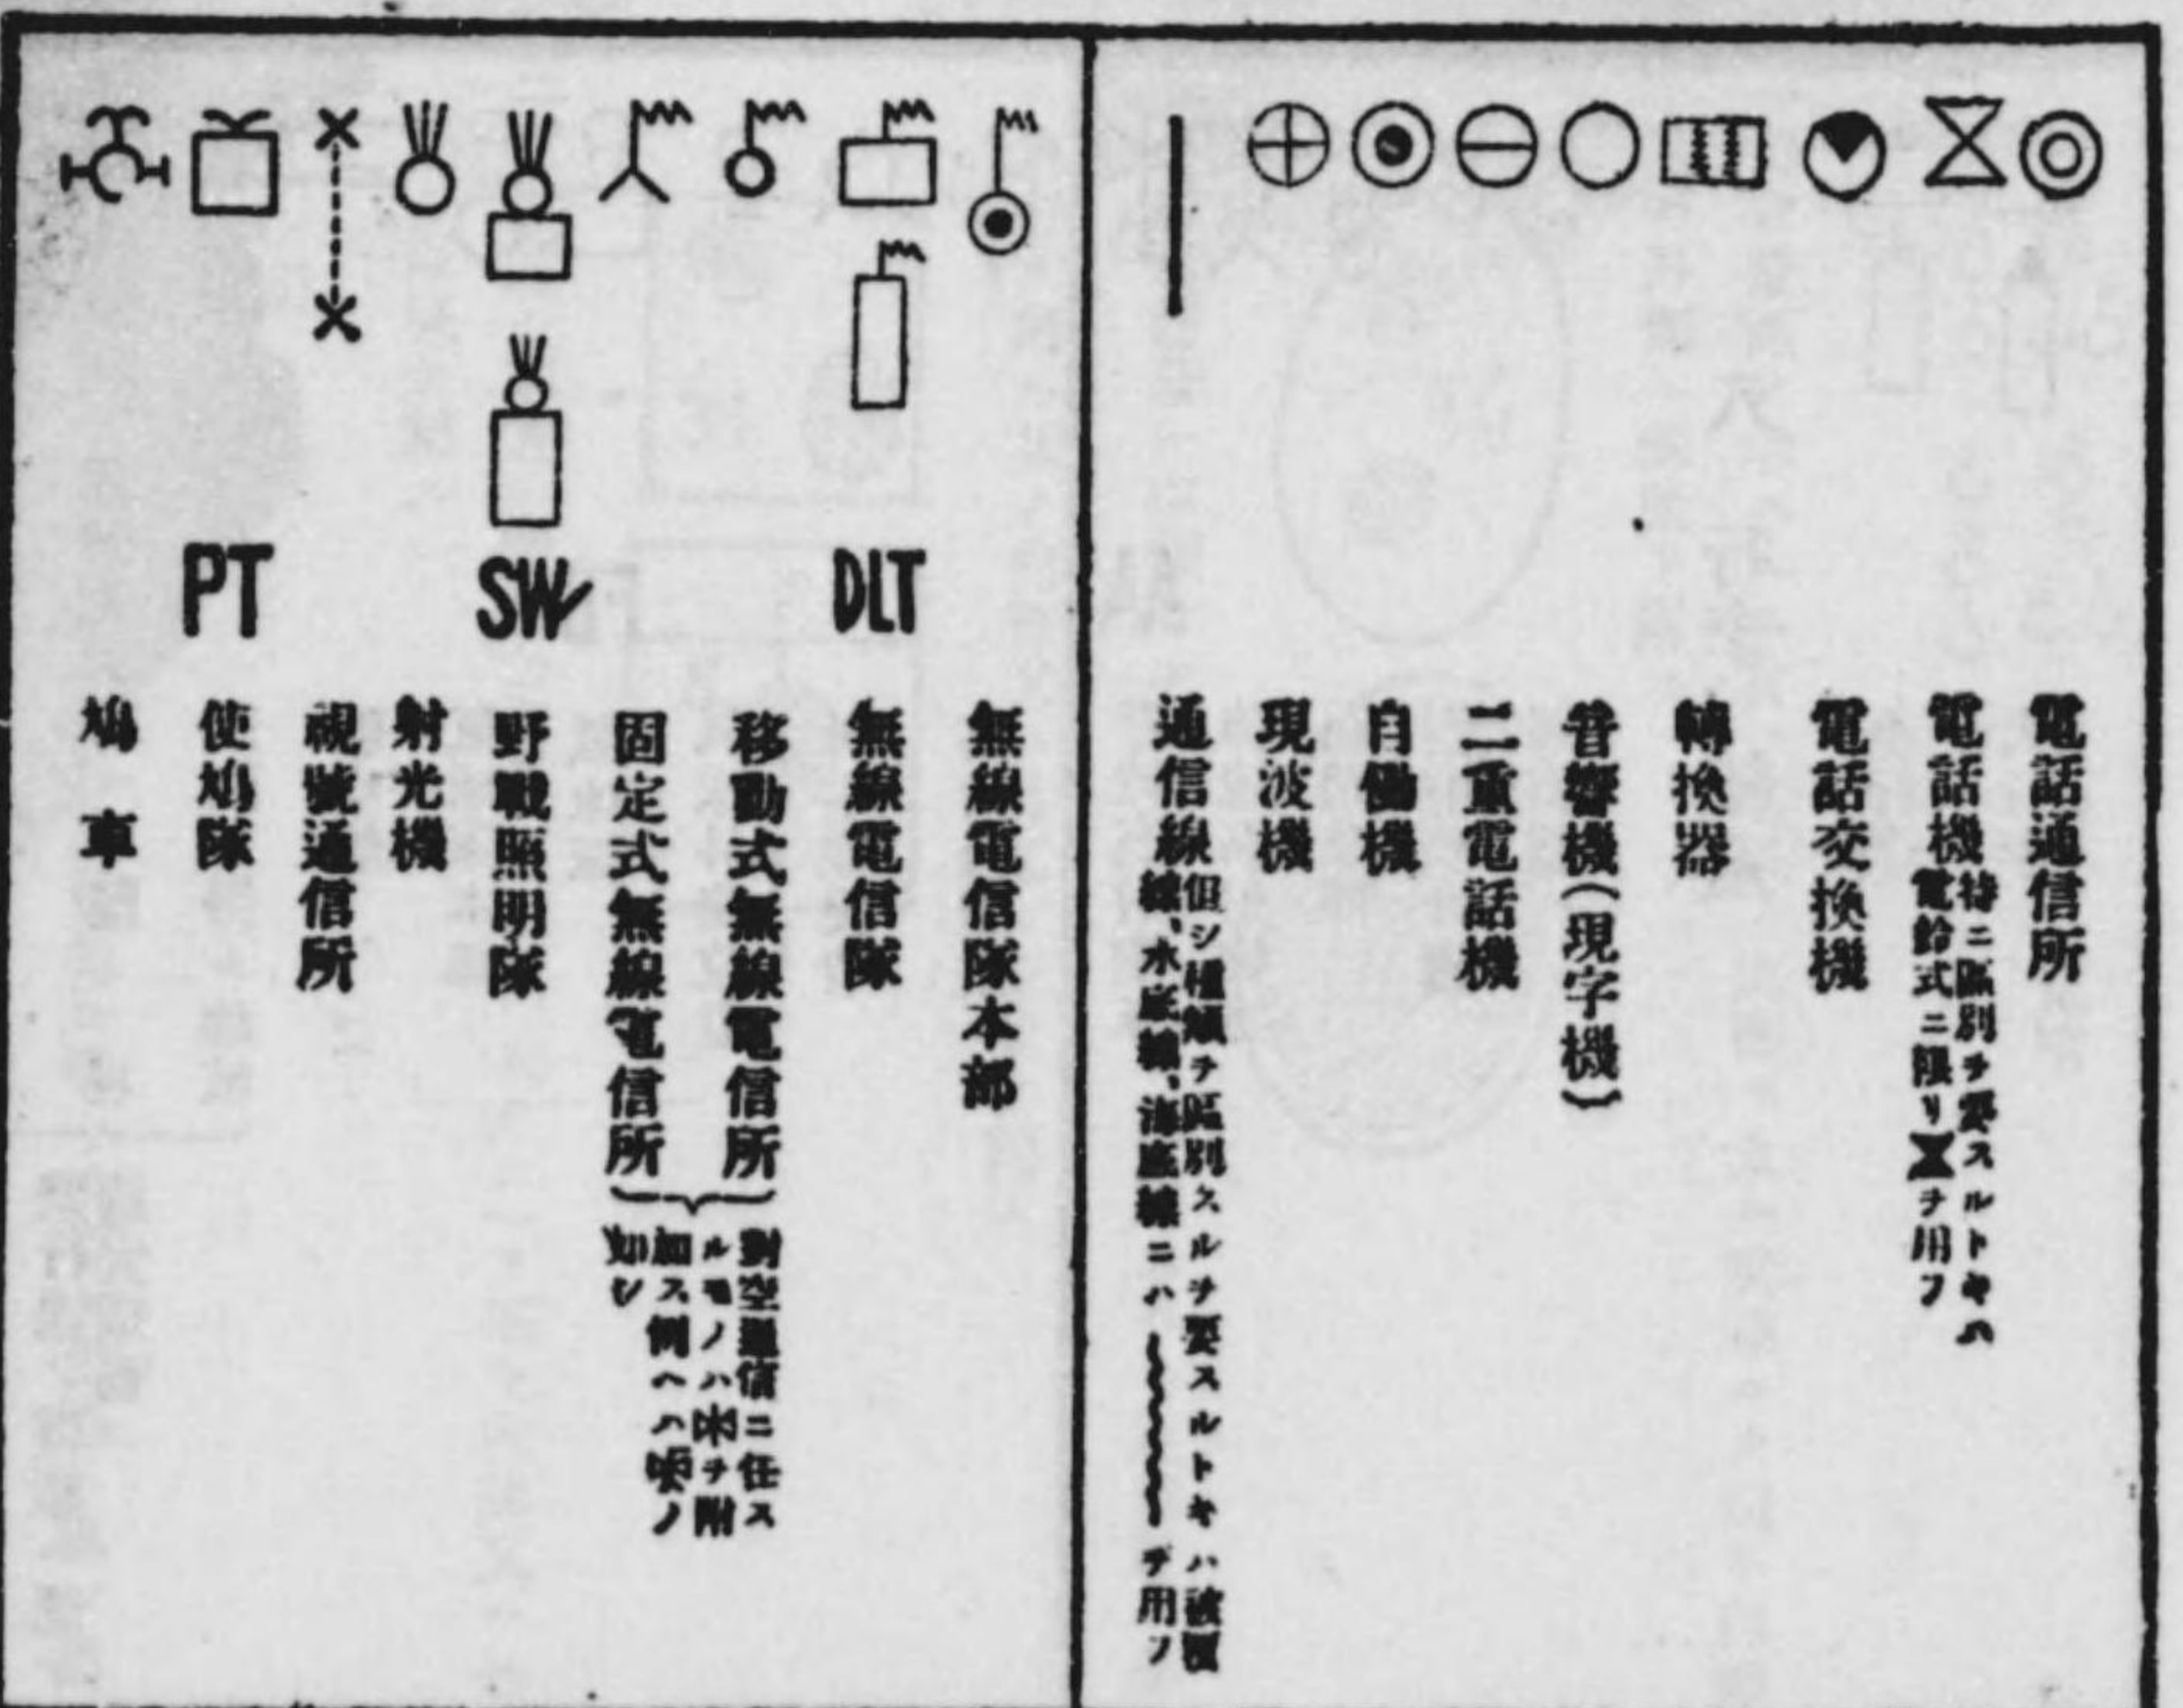 電話通信所
電話機
特ニ區別ヲ要スルトキハ
電鈴式ニ限リヲ用フ
電話交換機
轉換器
音響機(現字機)
二重電話機
自働機
現波機
通信線
但シ種類ヲ區別スルヲ要スルトキハ被覆
線、水底線、海底線ニハヲ用フ
無線電信隊本部
DLT
無線電信隊
移動式無線電信所
固定式無線電信所
對空通信ニ任ス
ルモノハ空ヲ附
加ス例ヘハノ
如シ
SW
野戰照明隊
射光機
視號通信所
PT
使鳩隊
鳩車